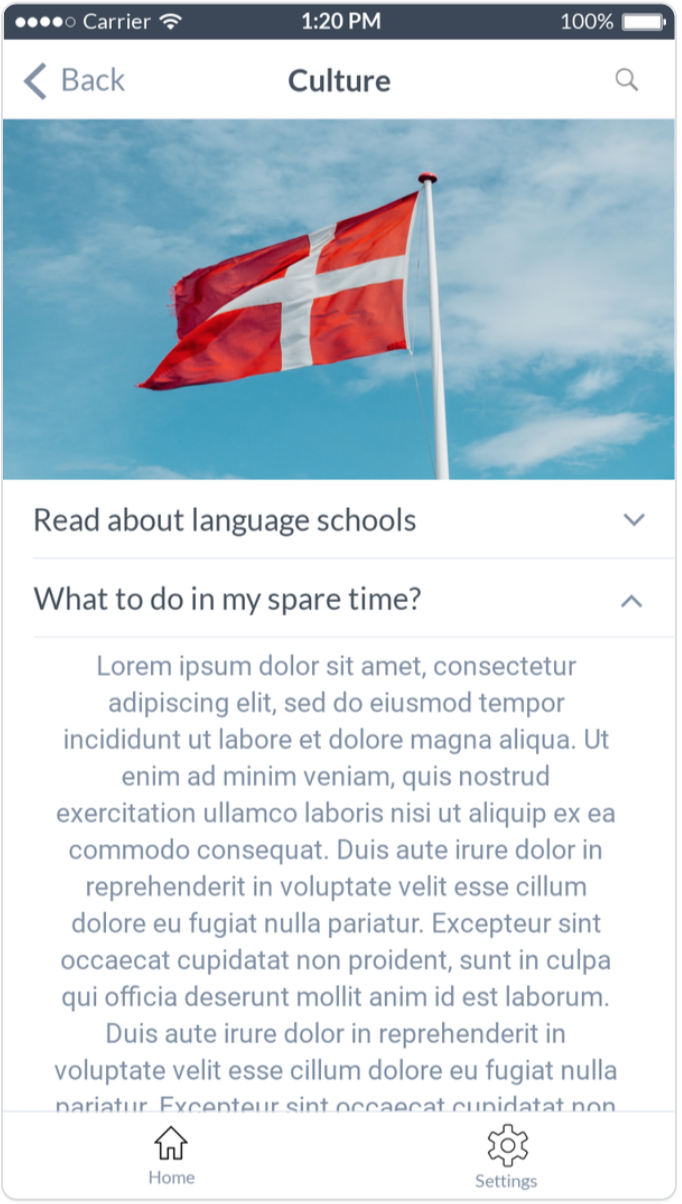 Carrier 1:20 PM 100%
Back Culture
Read about language schools
What to do in my spare time?
Lorem ipsum dolor sit amet, consectetur
adipiscing elit, sed do eiusmod tempor
incididunt ut labore et dolore magna aliqua. Ut
enim ad minim veniam, quis nostrud
exercitation ullamco laboris nisi ut aliquip ex ea
commodo consequat. Duis aute irure dolor in
reprehenderit in voluptate velit esse cillum
dolore eu fugiat nulla pariatur. Excepteur sint
occaecat cupidatat non proident, sunt in culpa
qui officia deserunt mollit anim id est laborum.
Duis aute irure dolor in reprehenderit in
voluptate velit esse cillum dolore eu fugiat nulla
pariatur. Excepteur sint occaecat cupidatat non
Home Settings